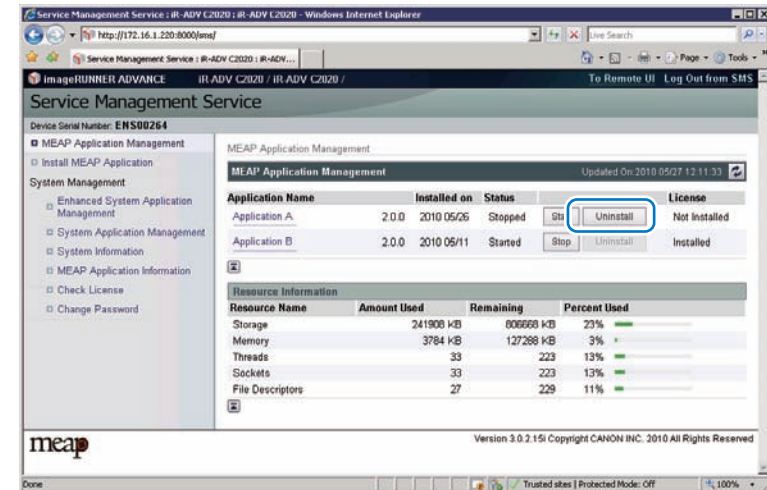 Service Management Service : iR-ADV C2020 : iR-ADV C2020 - Windows Internet Explorer
http://172.16.1.220:8000/sms/
Live Search
Service Management Service : iR-ADV C2020 : iR-ADV...
Page
Tools
imageRUNNER ADVANCE iR ADV C2020 / iR ADV C2020 /
To Remote UI Log Out from SMS
Service Management Service
Device Serial Number: ENS00264
MEAP Application Management
Install MEAP Application
System Management
Enhanced System Application Management
System Application Management
System Information
MEAP Application Information
Check License
Change Password
MEAP Application Management
MEAP Application Management Updated On:2010 05/27 12:11:33
Application Name Installed on Status License
Application A 2.0.0 2010 05/26 Stopped Sta Uninstall Not Installed
Application B 2.0.0 2010 05/11 Started Stop Uninstall Installed
Resource Information
Resource Name Amount Used Remaining Percent Used
Storage 241908 KB 806668 KB 23%
Memory 3784 KB 127288 KB 3%
Threads 33 223 13%
Sockets 33 223 13%
File Descriptors 27 229 11%
meap
Version 3.0.2.15i Copyright CANON INC. 2010 All Rights Reserved
Done
Trusted sites | Protected Mode: Off
100%